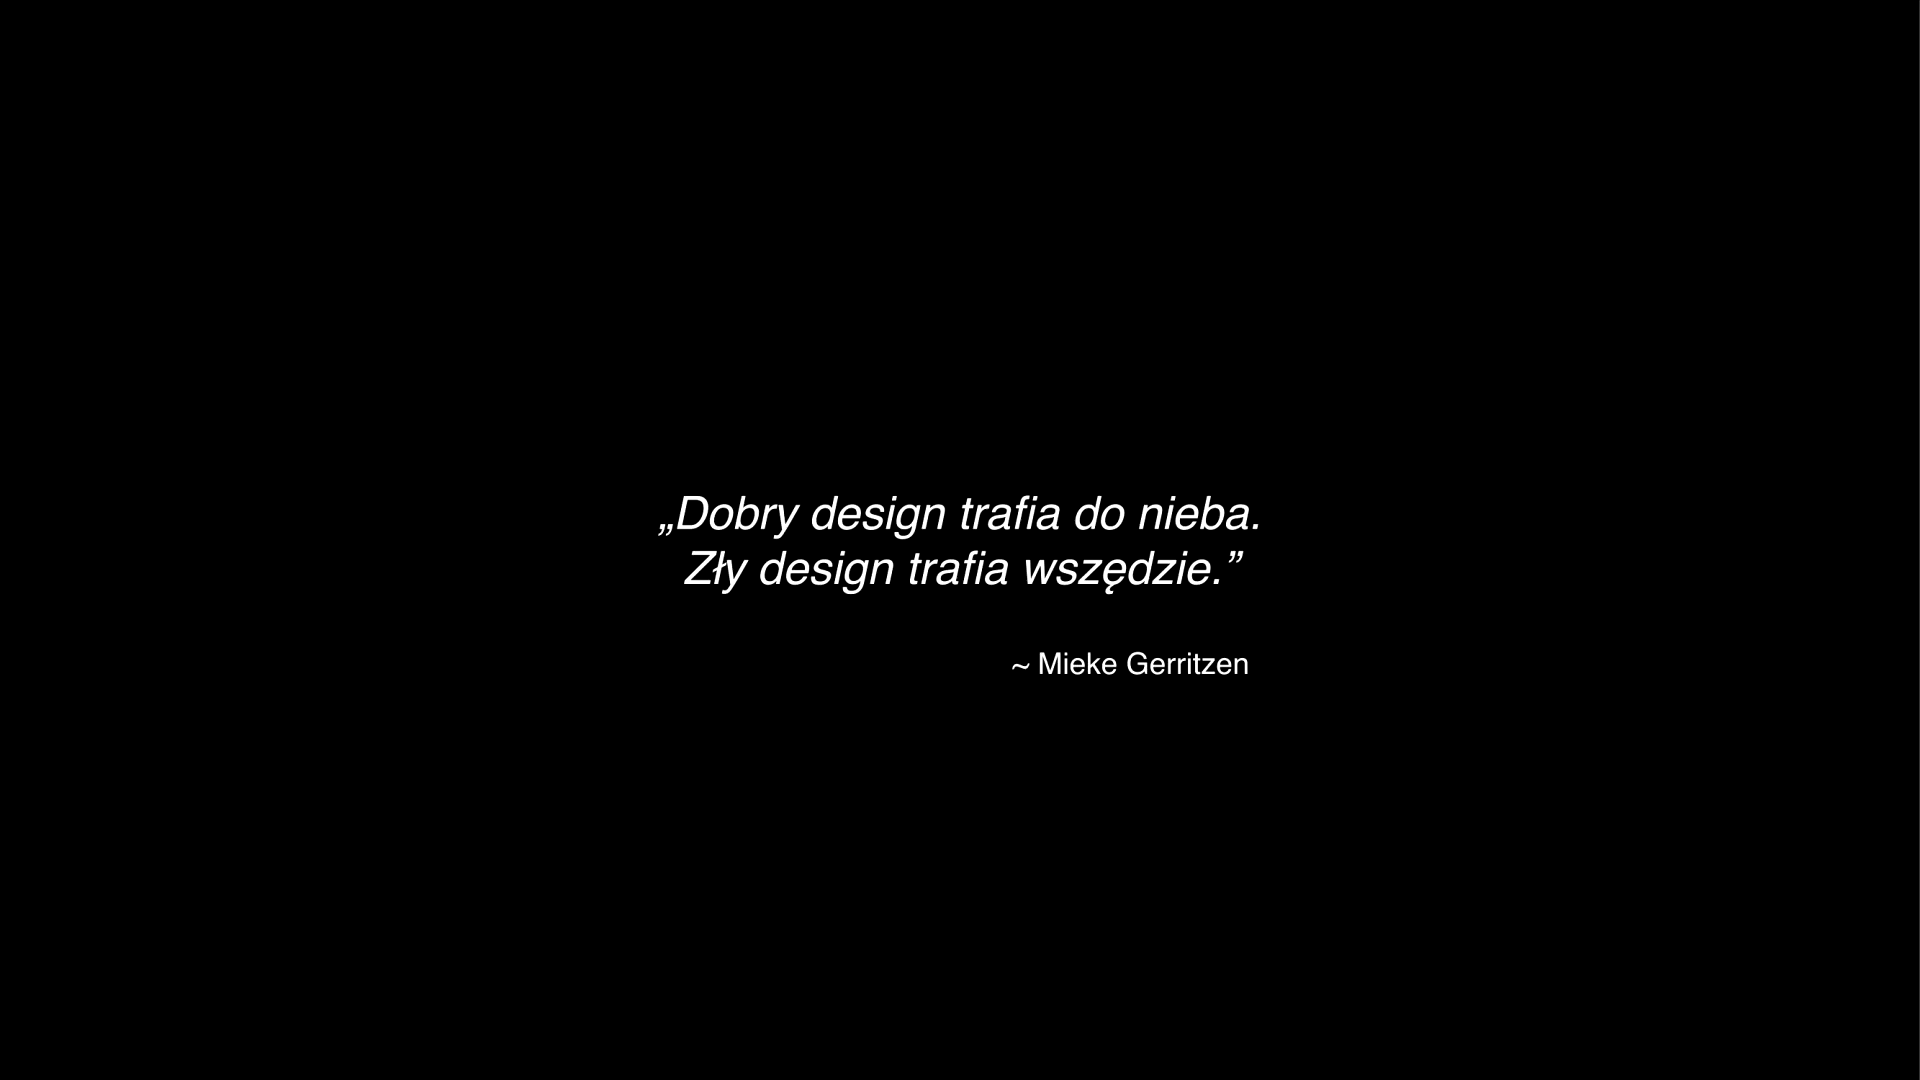 „Dobry design trafia do nieba.
Zły design trafia wszędzie.”
~ Mieke Gerritzen